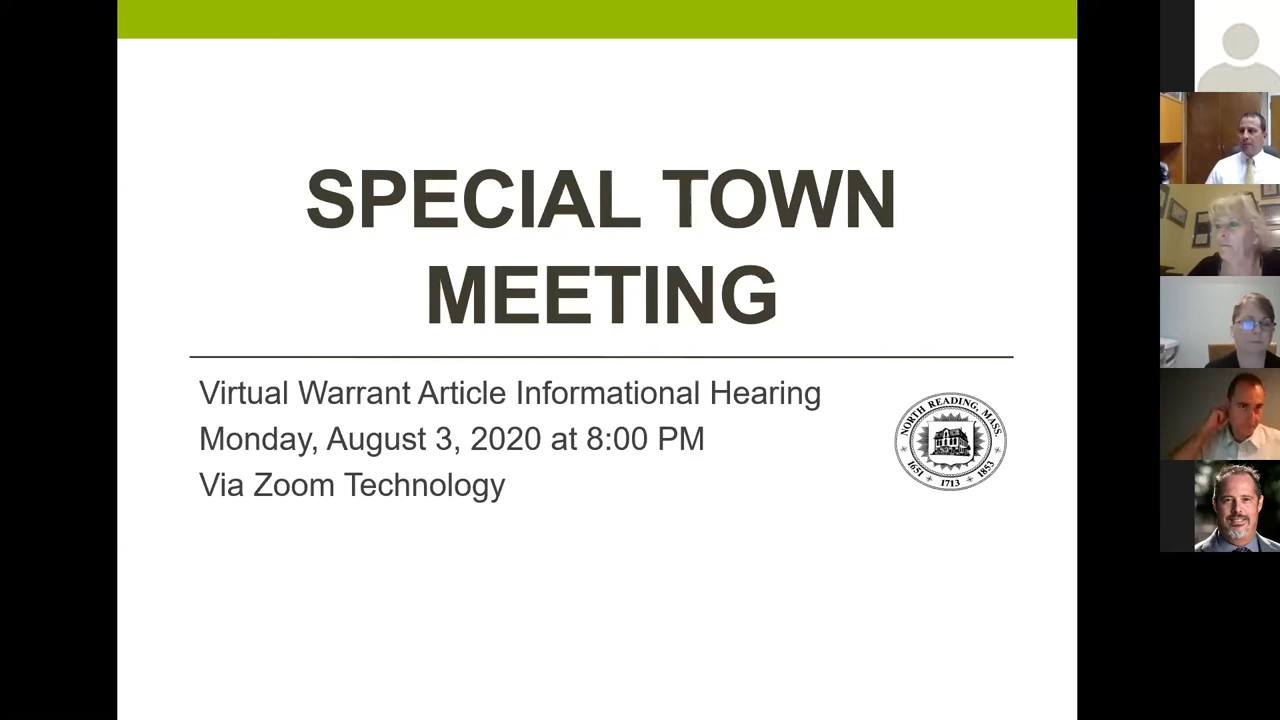 SPECIAL TOWN
MEETING
Virtual Warrant Article Informational Hearing
Monday, August 3, 2020 at 8:00 PM
Via Zoom Technology
NORTH READING, MASS.
1651
1713
1853